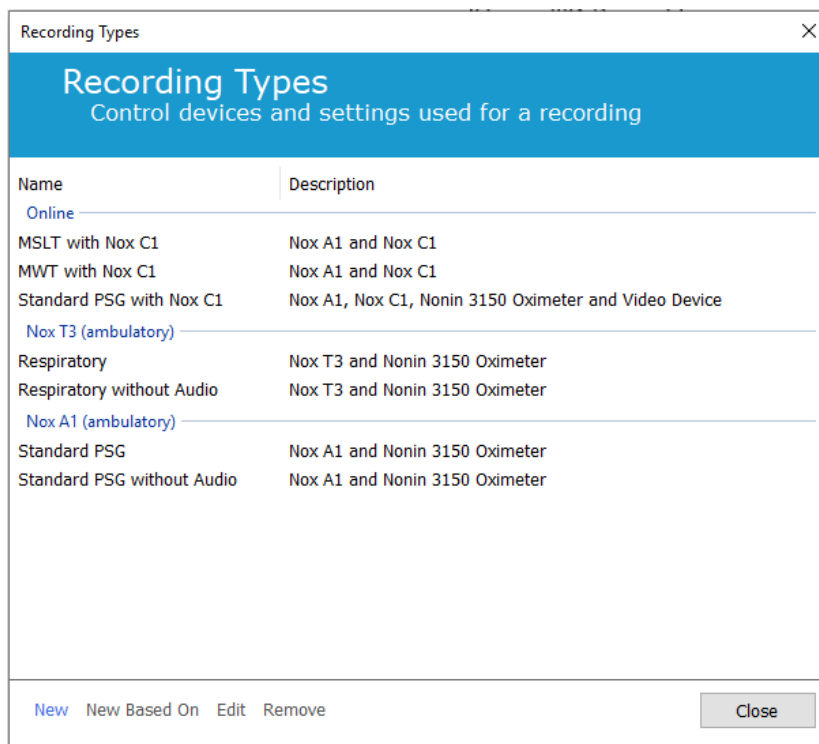 Recording Types
Recording Types
Control devices and settings used for a recording
Name Description
Online
MSLT with Nox C1 Nox A1 and Nox C1
MWT with Nox C1 Nox A1 and Nox C1
Standard PSG with Nox C1 Nox A1, Nox C1, Nonin 3150 Oximeter and Video Device
Nox T3 (ambulatory)
Respiratory Nox T3 and Nonin 3150 Oximeter
Respiratory without Audio Nox T3 and Nonin 3150 Oximeter
Nox A1 (ambulatory)
Standard PSG Nox A1 and Nonin 3150 Oximeter
Standard PSG without Audio Nox A1 and Nonin 3150 Oximeter
New New Based On Edit Remove Close